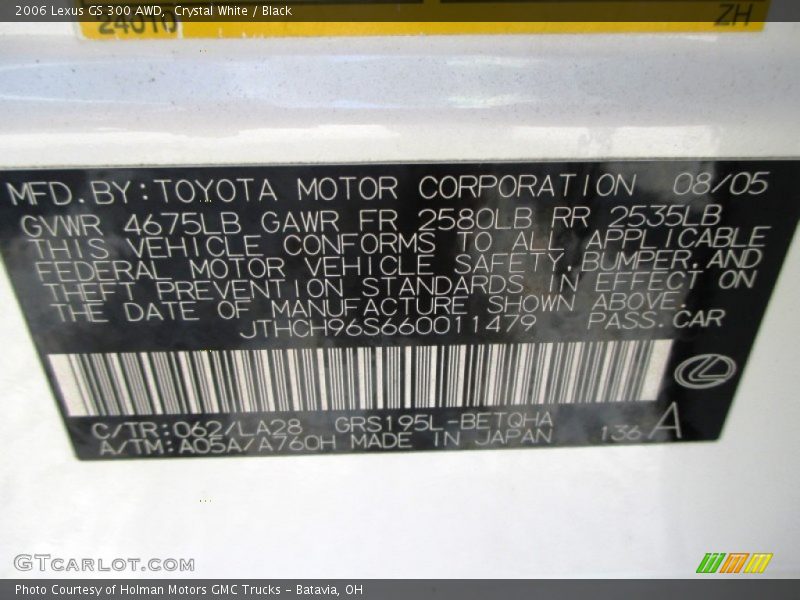 2006 Lexus GS 300 AWD, Crystal White / Black
24010 ZH
MFD.BY:TOYOTA MOTOR CORPORATION 08/05
GVWR 4675LB GAWR FR 2580LB RR 2535LB
THIS VEHICLE CONFORMS TO ALL APPLICABLE
FEDERAL MOTOR VEHICLE SAFETY,BUMPER,AND
THEFT PREVENTION STANDARDS IN EFFECT ON
THE DATE OF MANUFACTURE SHOWN ABOVE.
JTHCH96S660011479 PASS.CAR
C/TR:062/LA28 GRS195L-BETQHA
A/TM:A05A/A760H MADE IN JAPAN 136 A
GTCARLOT.COM
Photo Courtesy of Holman Motors GMC Trucks - Batavia, OH